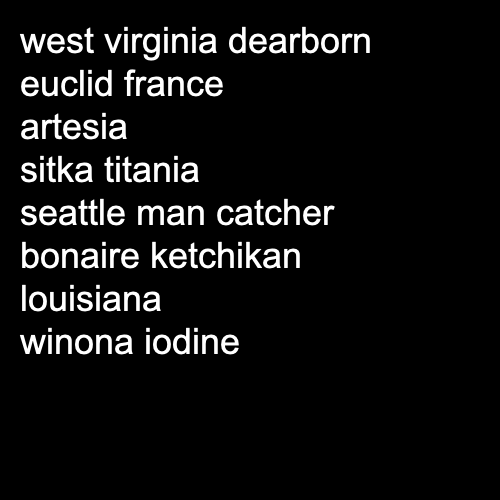 west virginia dearborn
euclid france
artesia
sitka titania
seattle man catcher
bonaire ketchikan
louisiana
winona iodine